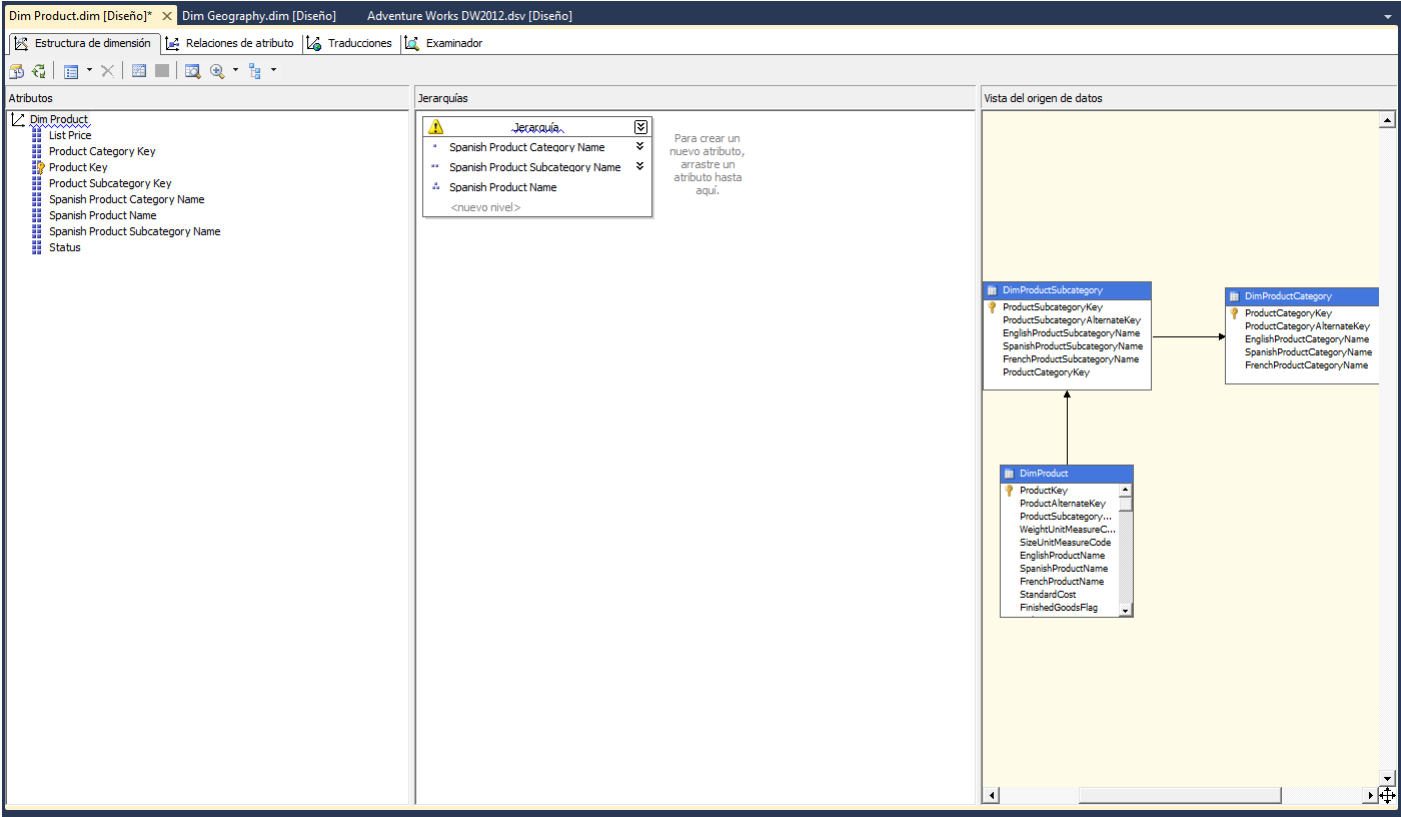 Dim Product.dim [Diseño]*
Dim Geography.dim [Diseño]
Adventure Works DW2012.dsv [Diseño]
Estructura de dimensión
Relaciones de atributo
Traducciones
Examinador
Atributos
Dim Product
List Price
Product Category Key
Product Key
Product Subcategory Key
Spanish Product Category Name
Spanish Product Name
Spanish Product Subcategory Name
Status
Jerarquías
Jerarquía
Spanish Product Category Name
Spanish Product Subcategory Name
Spanish Product Name
<nuevo nivel>
Para crear un
nuevo atributo,
arrastre un
atributo hasta
aquí.
Vista del origen de datos
DimProductSubcategory
ProductSubcategoryKey
ProductSubcategoryAlternateKey
EnglishProductSubcategoryName
SpanishProductSubcategoryName
FrenchProductSubcategoryName
ProductCategoryKey
DimProductCategory
ProductCategoryKey
ProductCategoryAlternateKey
EnglishProductCategoryName
SpanishProductCategoryName
FrenchProductCategoryName
DimProduct
ProductKey
ProductAlternateKey
ProductSubcategory...
WeightUnitMeasureC...
SizeUnitMeasureCode
EnglishProductName
SpanishProductName
FrenchProductName
StandardCost
FinishedGoodsFlag